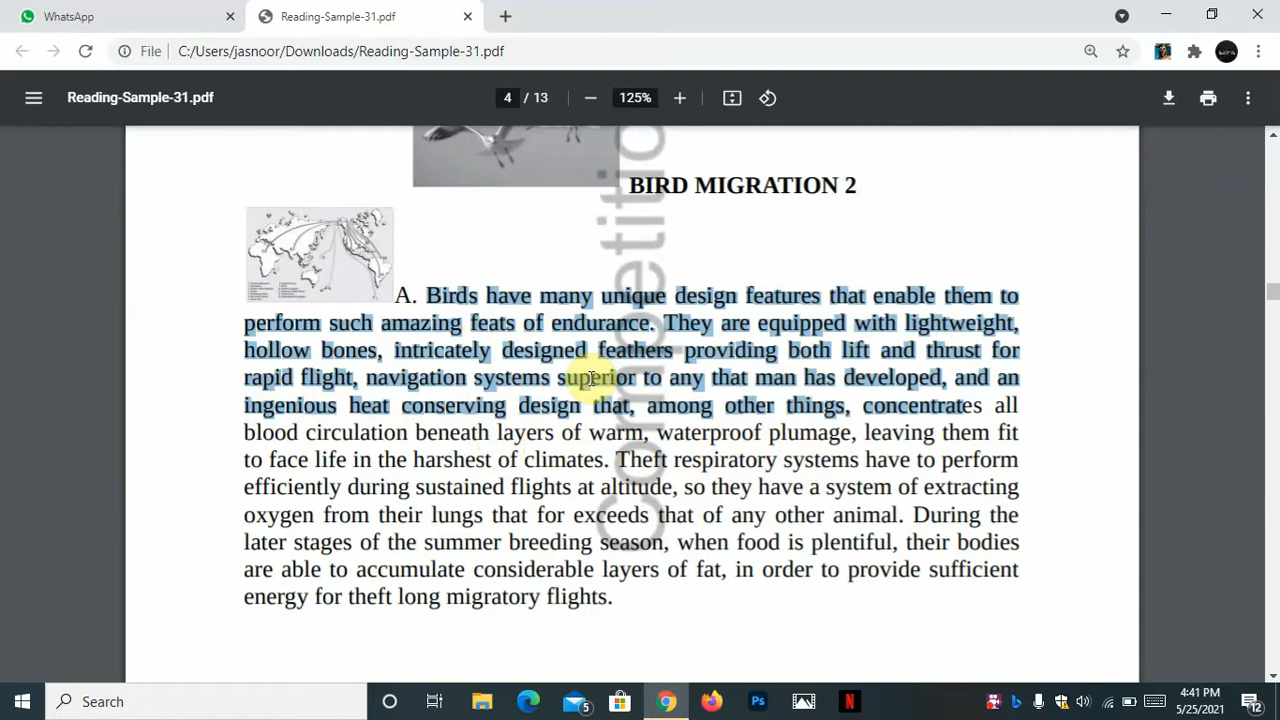 WhatsApp
Reading-Sample-31.pdf
File
C:/Users/jasnoor/Downloads/Reading-Sample-31.pdf
Reading-Sample-31.pdf
4 / 13
125%
Competitio
BIRD MIGRATION 2
A. Birds have many unique design features that enable them to
perform such amazing feats of endurance. They are equipped with lightweight,
hollow bones, intricately designed feathers providing both lift and thrust for
rapid flight, navigation systems superior to any that man has developed, and an
ingenious heat conserving design that, among other things, concentrates all
blood circulation beneath layers of warm, waterproof plumage, leaving them fit
to face life in the harshest of climates. Theft respiratory systems have to perform
efficiently during sustained flights at altitude, so they have a system of extracting
oxygen from their lungs that for exceeds that of any other animal. During the
later stages of the summer breeding season, when food is plentiful, their bodies
are able to accumulate considerable layers of fat, in order to provide sufficient
energy for theft long migratory flights.
Search
5
Ps
N
4:41 PM
5/25/2021
12